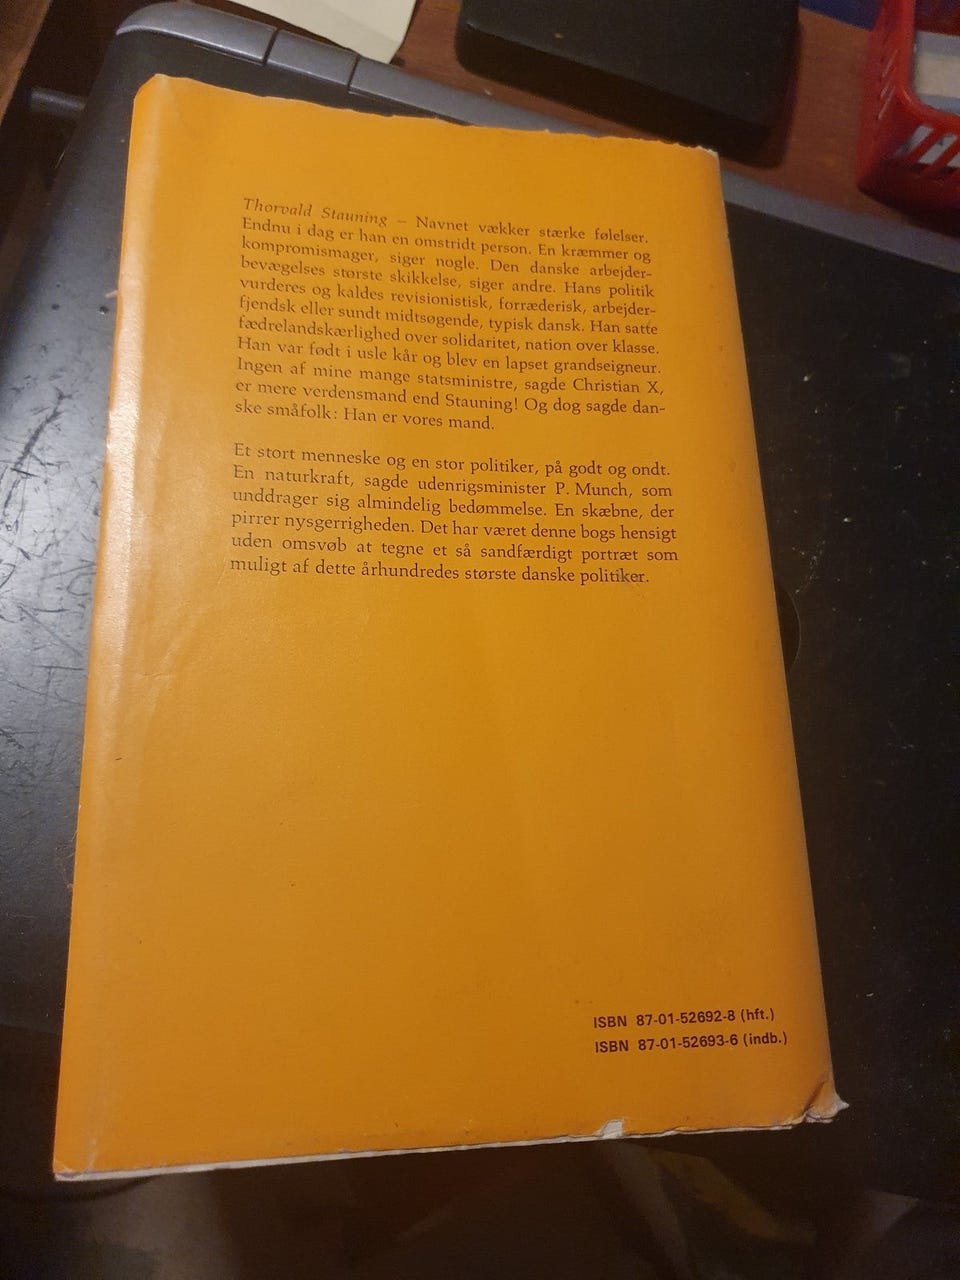 Thorvald Stauning – Navnet vækker stærke følelser.
Endnu i dag er han en omstridt person. En kræmmer og
kompromismager, siger nogle. Den danske arbejder-
bevægelses største skikkelse, siger andre. Hans politik
vurderes og kaldes revisionistisk, forræderisk, arbejder-
fjendsk eller sundt midtsøgende, typisk dansk. Han satte
fædrelandskærlighed over solidaritet, nation over klasse.
Han var født i usle kår og blev en lapset grandseigneur.
Ingen af mine mange statsministre, sagde Christian X,
er mere verdensmand end Stauning! Og dog sagde dan-
ske småfolk: Han er vores mand.
Et stort menneske og en stor politiker, på godt og ondt.
En naturkraft, sagde udenrigsminister P. Munch, som
unddrager sig almindelig bedømmelse. En skæbne, der
pirrer nysgerrigheden. Det har været denne bogs hensigt
uden omsvøb at tegne et så sandfærdigt portræt som
muligt af dette århundredes største danske politiker.
ISBN 87-01-52692-8 (hft.)
ISBN 87-01-52693-6 (indb.)